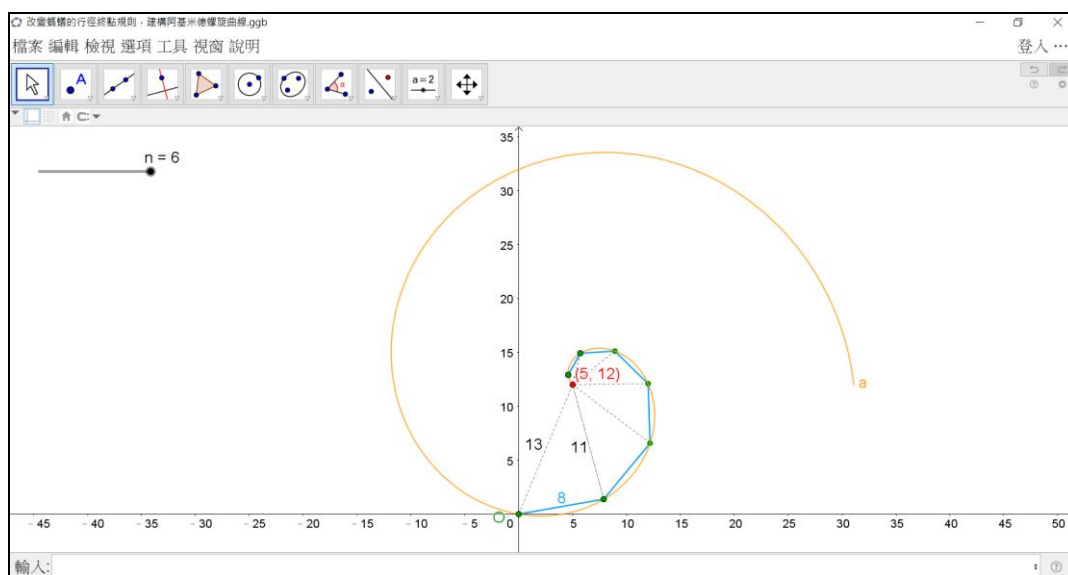 改變螞蟻的行徑終點規則，建構阿基米德螺旋曲線.ggb
檔案 編輯 檢視 選項 工具 視窗 說明
登入 ...
A
α
a = 2
n = 6
35
30
25
20
15
10
5
a
(5, 12)
13
11
8
O
-45 -40 -35 -30 -25 -20 -15 -10 -5 0 5 10 15 20 25 30 35 40 45 50
輸入: